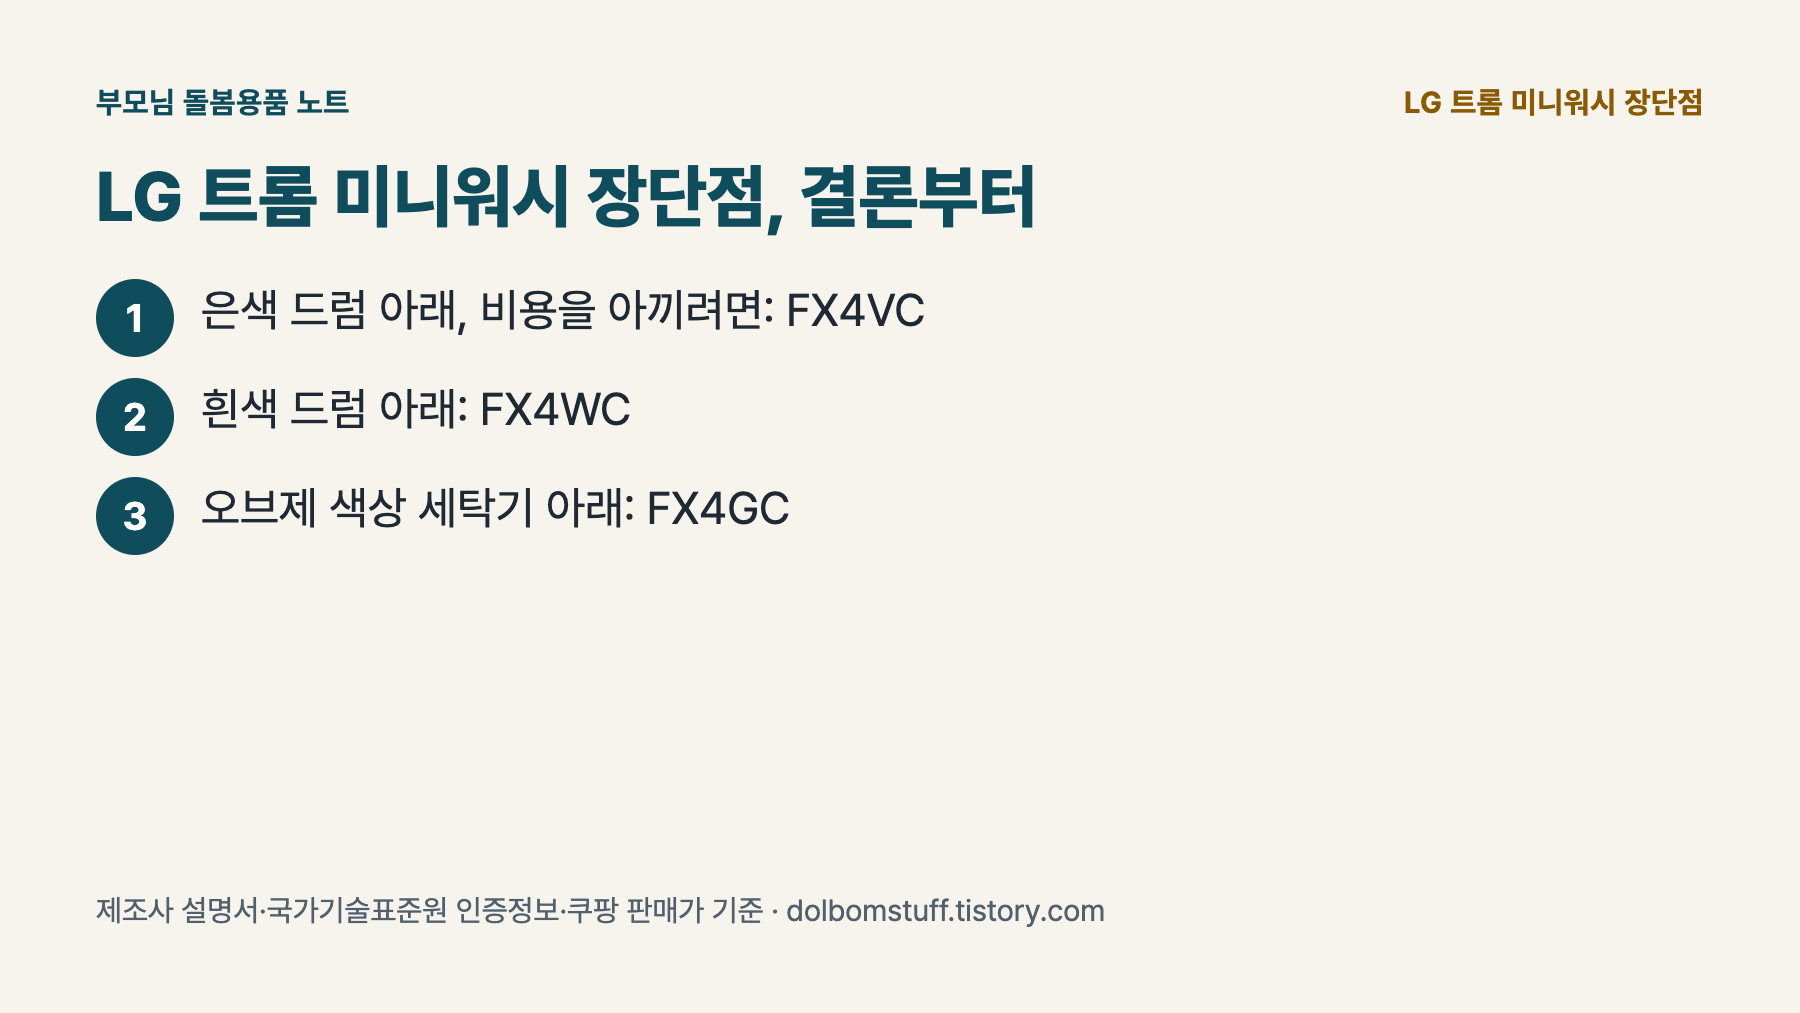 부모님 돌봄용품 노트
LG 트롬 미니워시 장단점
LG 트롬 미니워시 장단점, 결론부터
1 은색 드럼 아래, 비용을 아끼려면: FX4VC
2 흰색 드럼 아래: FX4WC
3 오브제 색상 세탁기 아래: FX4GC
제조사 설명서·국가기술표준원 인증정보·쿠팡 판매가 기준 · dolbomstuff.tistory.com